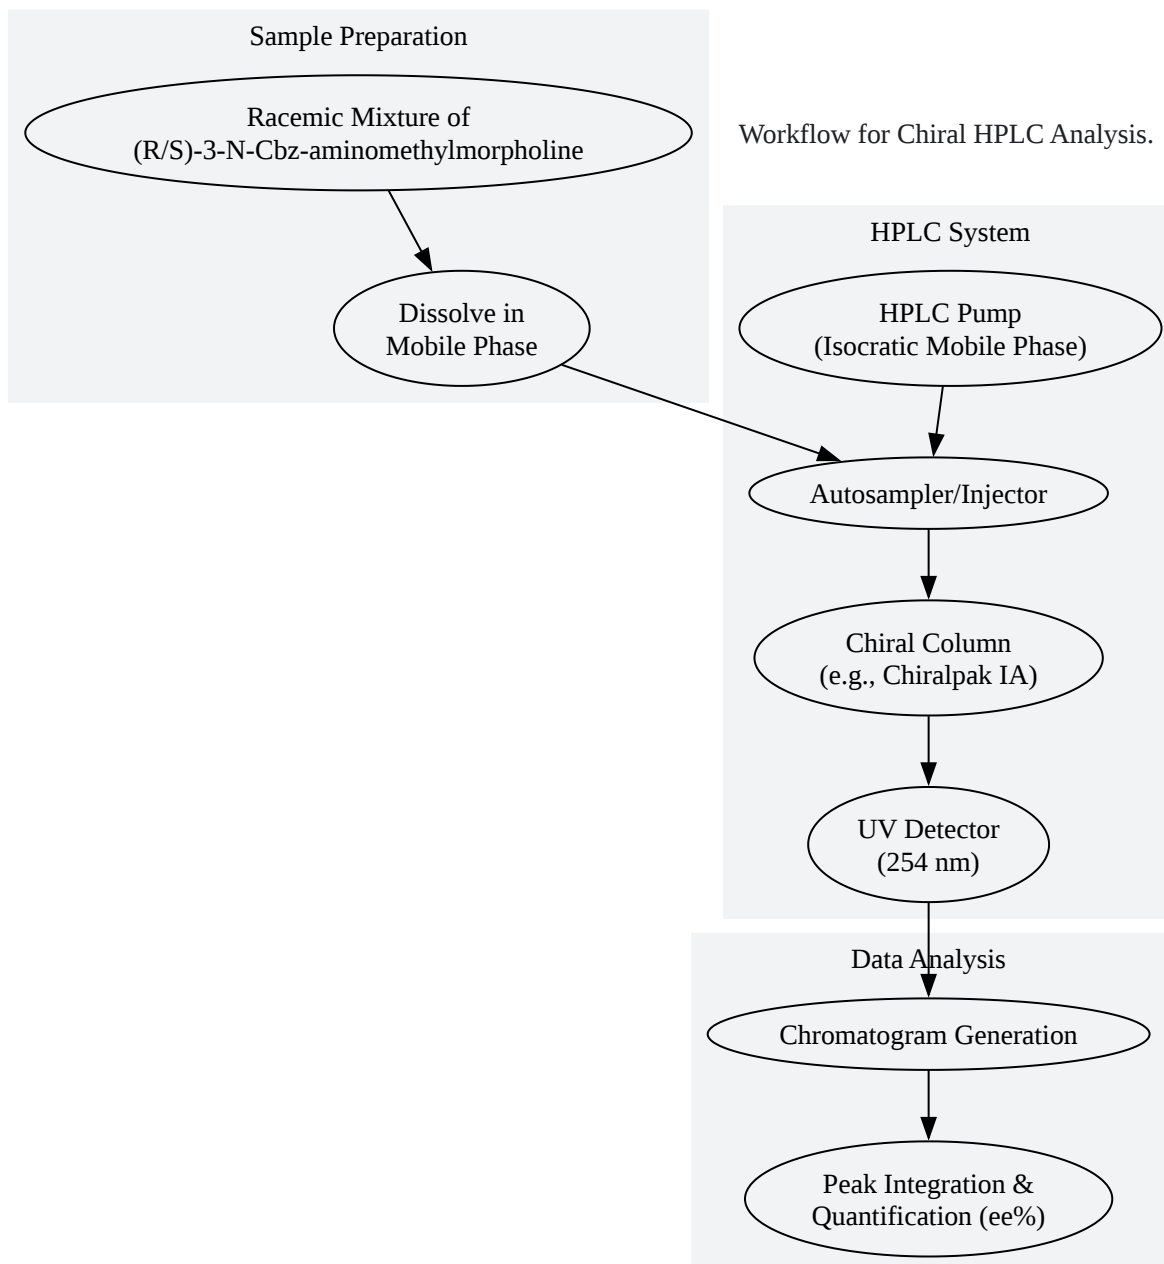 Sample Preparation
Racemic Mixture of
(R/S)-3-N-Cbz-aminomethylmorpholine
Workflow for Chiral HPLC Analysis.
Dissolve in
Mobile Phase
HPLC System
HPLC Pump
(Isocratic Mobile Phase)
Autosampler/Injector
Chiral Column
(e.g., Chiralpak IA)
UV Detector
(254 nm)
Data Analysis
Chromatogram Generation
Peak Integration &
Quantification (ee%)